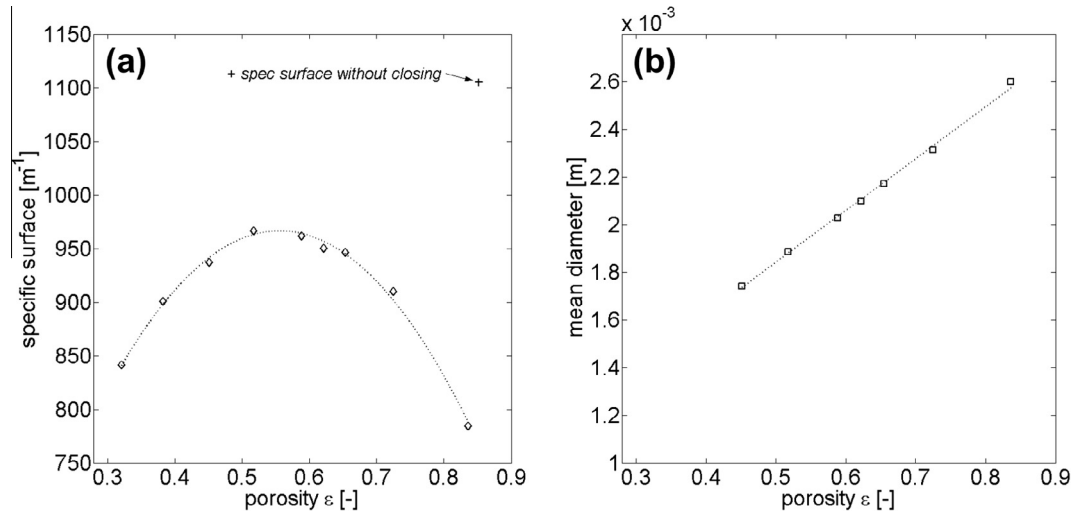 (a)
1150
1100
1050
1000
950
900
850
800
750
specific surface [m⁻¹]
+ spec surface without closing
0.3 0.4 0.5 0.6 0.7 0.8 0.9
porosity ε [-]
x 10⁻³
(b)
2.6
2.4
2.2
2
1.8
1.6
1.4
1.2
1
mean diameter [m]
0.3 0.4 0.5 0.6 0.7 0.8 0.9
porosity ε [-]